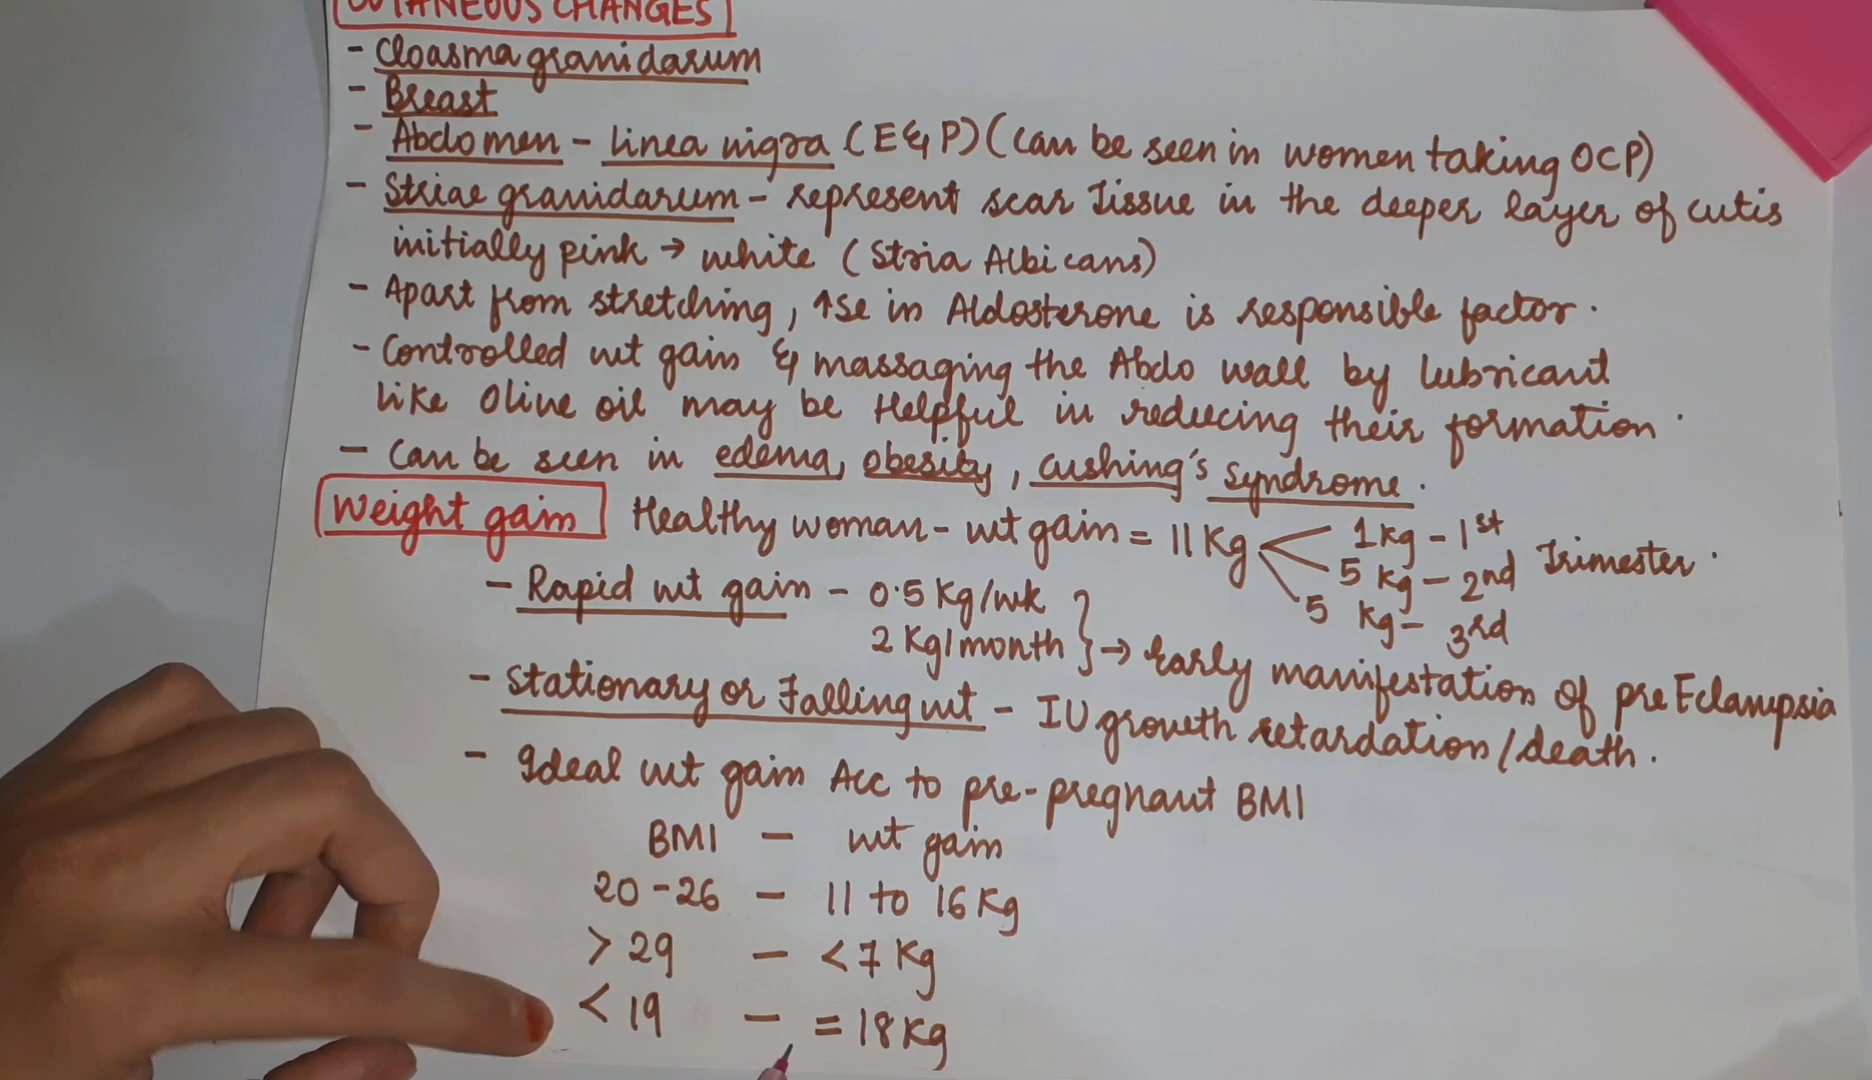 CUTANEOUS CHANGES
- Cloasma gravidarum
- Breast
- Abdomen - linea nigra (E & P) (can be seen in women taking OCP)
- Striae gravidarum - represent scar tissue in the deeper layer of cutis
initially pink → white (Stria Albicans)
- Apart from stretching, ↑se in Aldosterone is responsible factor.
- Controlled wt gain & massaging the Abdo wall by lubricant
like Olive oil may be Helpful in reducing their formation.
- Can be seen in edema, obesity, cushing's syndrome.
Weight gain Healthy woman - wt gain = 11 Kg 1 kg - 1st
5 kg - 2nd Trimester.
5 kg - 3rd
- Rapid wt gain - 0.5 Kg/wk
2 Kg/month } → Early manifestation of pre Eclampsia
- Stationary or Falling wt - IU growth retardation/death.
- Ideal wt gain Acc to pre-pregnant BMI
BMI - wt gain
20-26 - 11 to 16 Kg
> 29 - < 7 Kg
< 19 - = 18 Kg